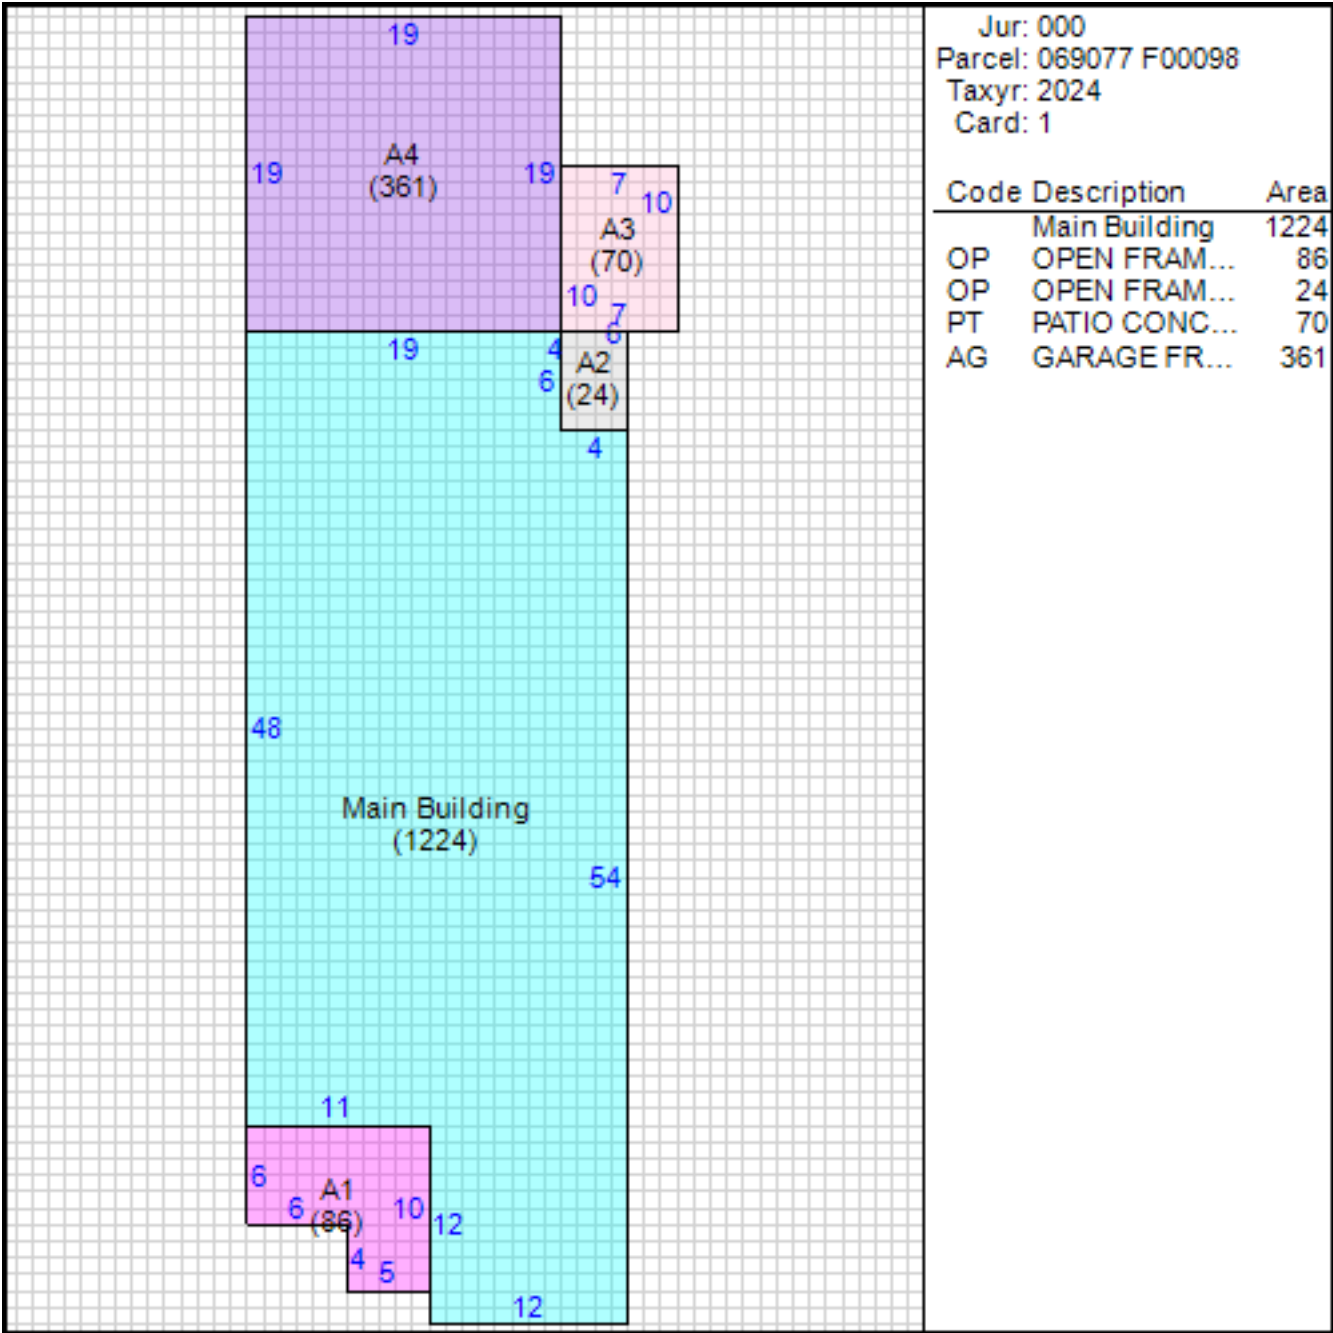 19
A4
(361)
19
19
7
10
A3
(70)
10
7
6
19
4
6
A2
(24)
4
48
Main Building
(1224)
54
11
6
A1
6
(86)
10
12
4
5
12
Jur: 000
Parcel: 069077 F00098
Taxyr: 2024
Card: 1
Code Description Area
Main Building 1224
OP OPEN FRAM... 86
OP OPEN FRAM... 24
PT PATIO CONC... 70
AG GARAGE FR... 361